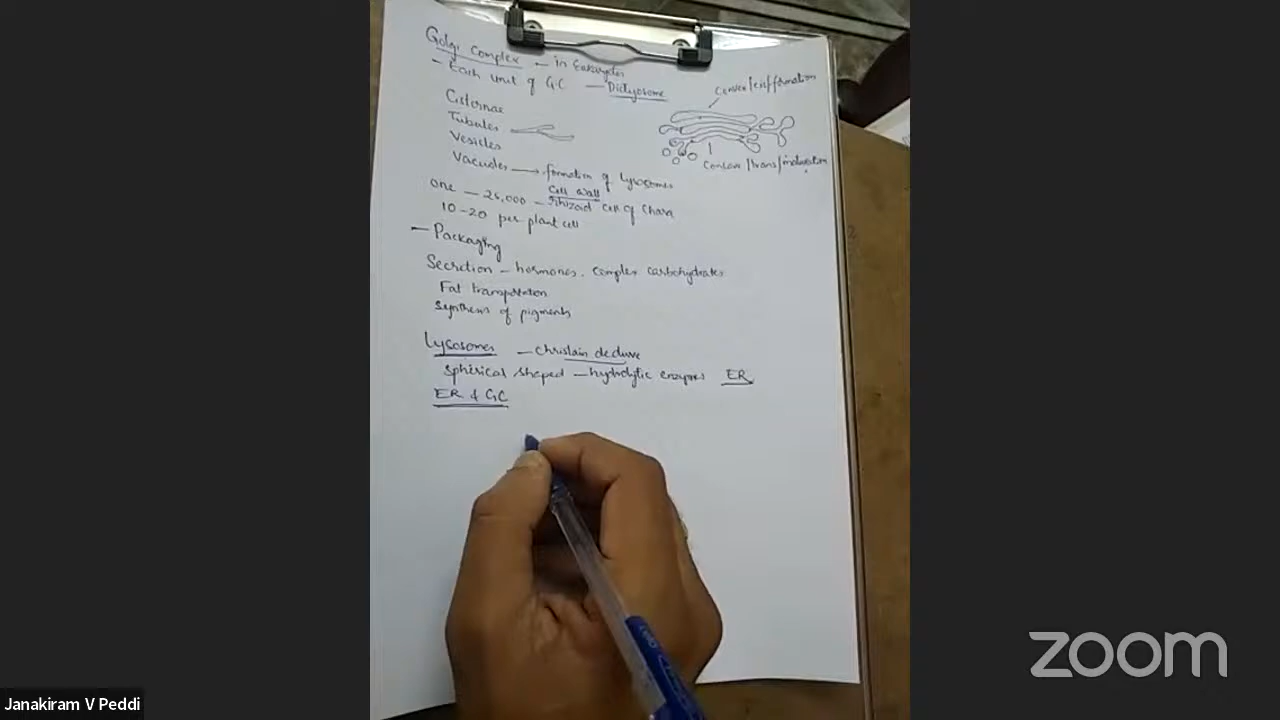 Golgi Complex - in Eukaryotes
- Each unit of GC - Dictyosome
Convex/cis/formation
Cisternae
Tubules
Vesicles
Vacuoles → formation of lysosomes
Concave/trans/maturation
Cell wall
One - 25,000 - rhizoid cell of Chara
10-20 per plant cell
- Packaging
Secretion - hormones. complex carbohydrates
Fat transportation
Synthesis of pigments
Lysosomes - Christain de duve
Spherical shaped - hydrolytic enzymes ER
ER & GC
Janakiram V Peddi
zoom